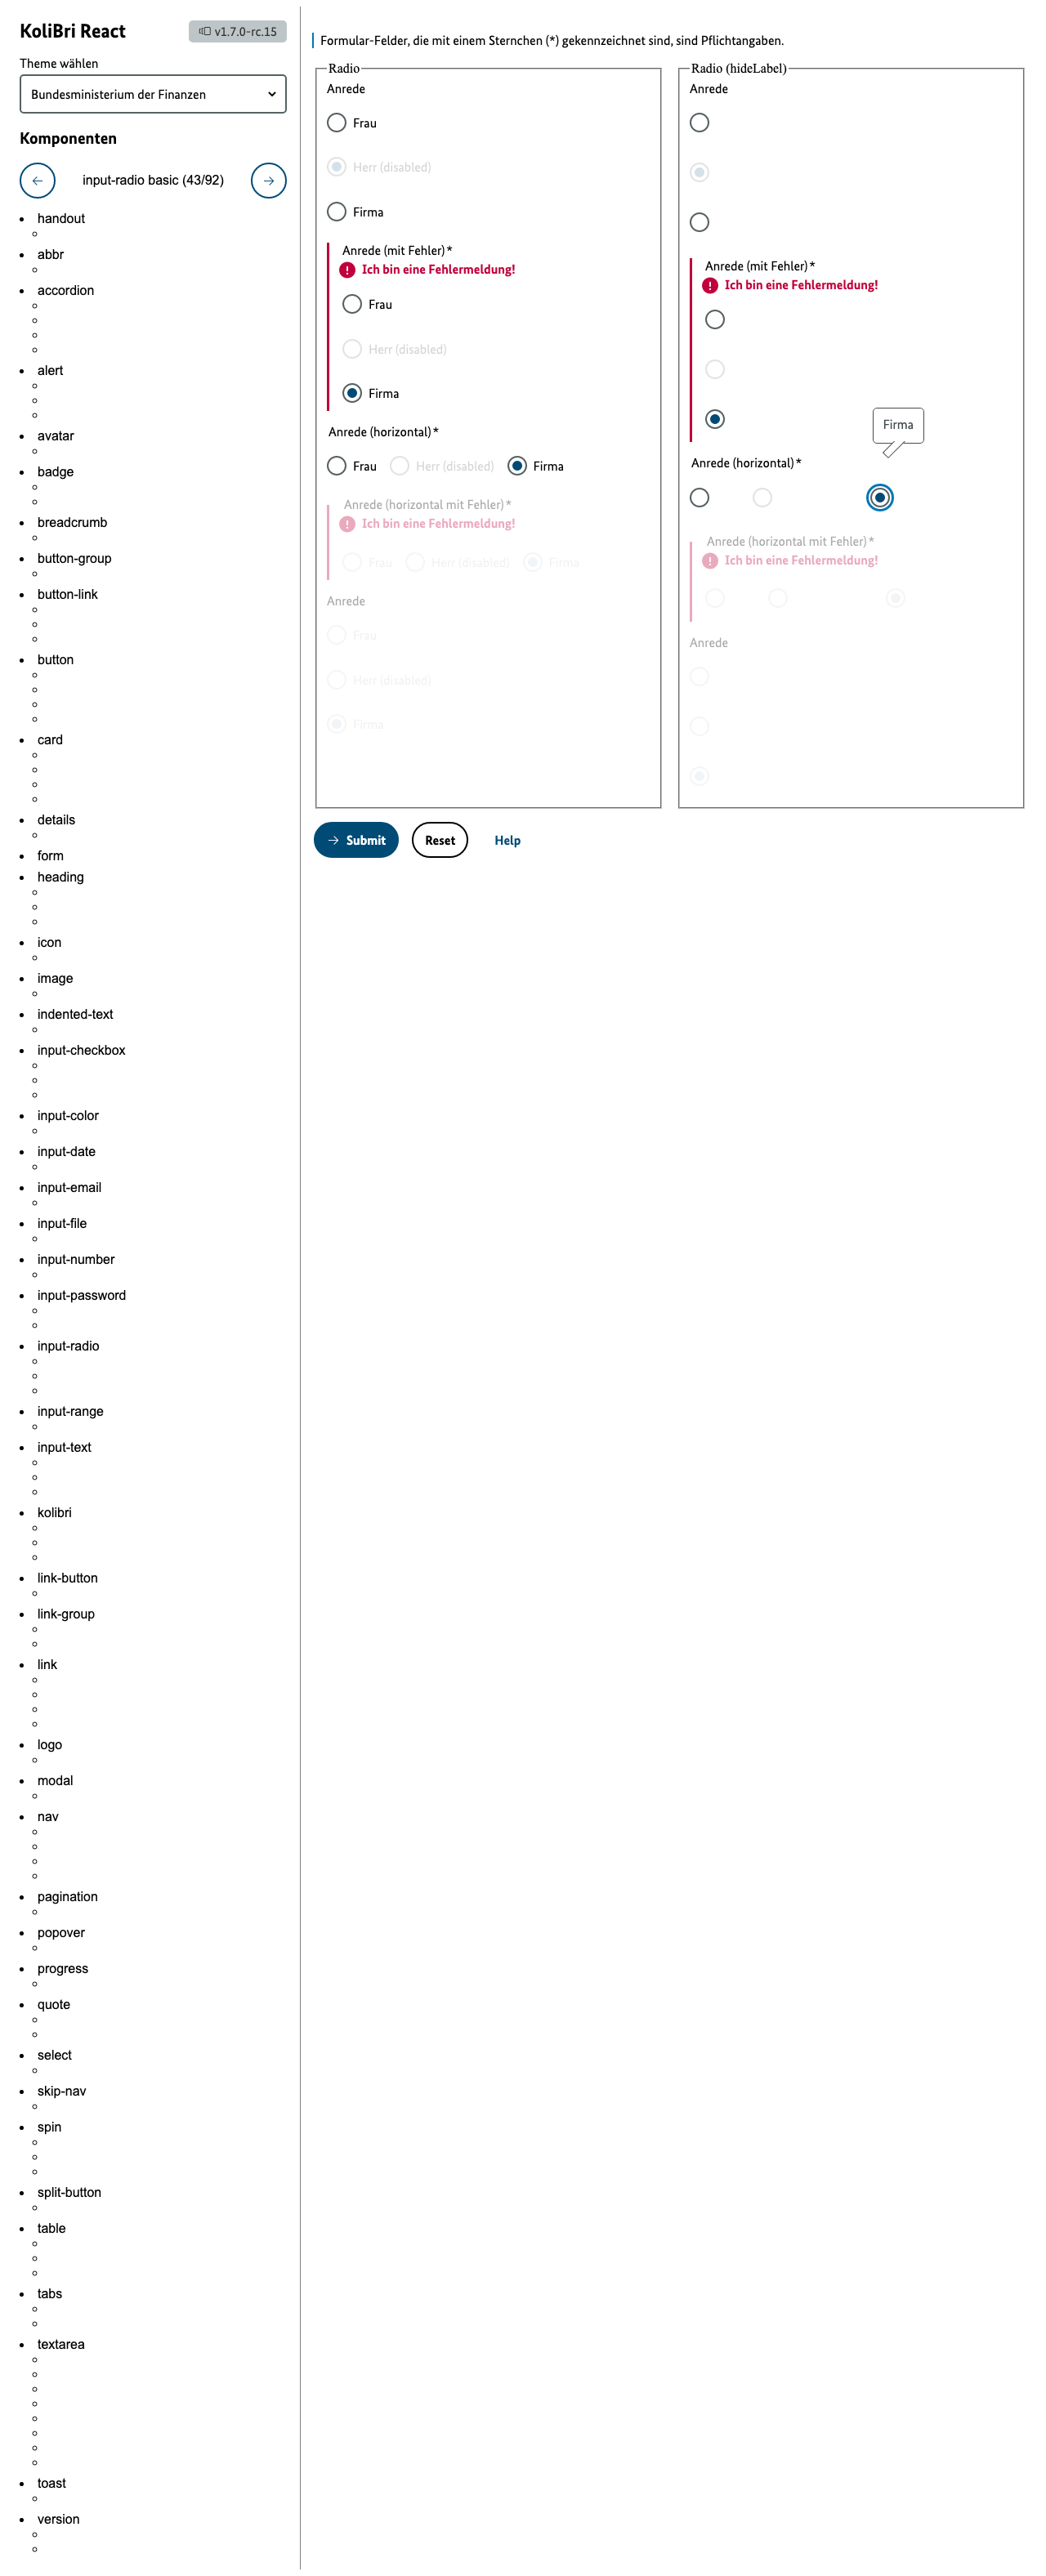 KoliBri React
v1.7.0-rc.15
Theme wählen
Bundesministerium der Finanzen
Komponenten
input-radio basic (43/92)
handout
abbr
accordion
alert
avatar
badge
breadcrumb
button-group
button-link
button
card
details
form
heading
icon
image
indented-text
input-checkbox
input-color
input-date
input-email
input-file
input-number
input-password
input-radio
input-range
input-text
kolibri
link-button
link-group
link
logo
modal
nav
pagination
popover
progress
quote
select
skip-nav
spin
split-button
table
tabs
textarea
toast
version
Formular-Felder, die mit einem Sternchen (*) gekennzeichnet sind, sind Pflichtangaben.
Radio
Anrede
Frau
Herr (disabled)
Firma
Anrede (mit Fehler)*
Ich bin eine Fehlermeldung!
Frau
Herr (disabled)
Firma
Anrede (horizontal)*
Frau Herr (disabled) Firma
Anrede (horizontal mit Fehler)*
Ich bin eine Fehlermeldung!
Frau Herr (disabled) Firma
Anrede
Frau
Herr (disabled)
Firma
Radio (hideLabel)
Anrede
Anrede (mit Fehler)*
Ich bin eine Fehlermeldung!
Firma
Anrede (horizontal)*
Anrede (horizontal mit Fehler)*
Ich bin eine Fehlermeldung!
Anrede
Submit
Reset
Help